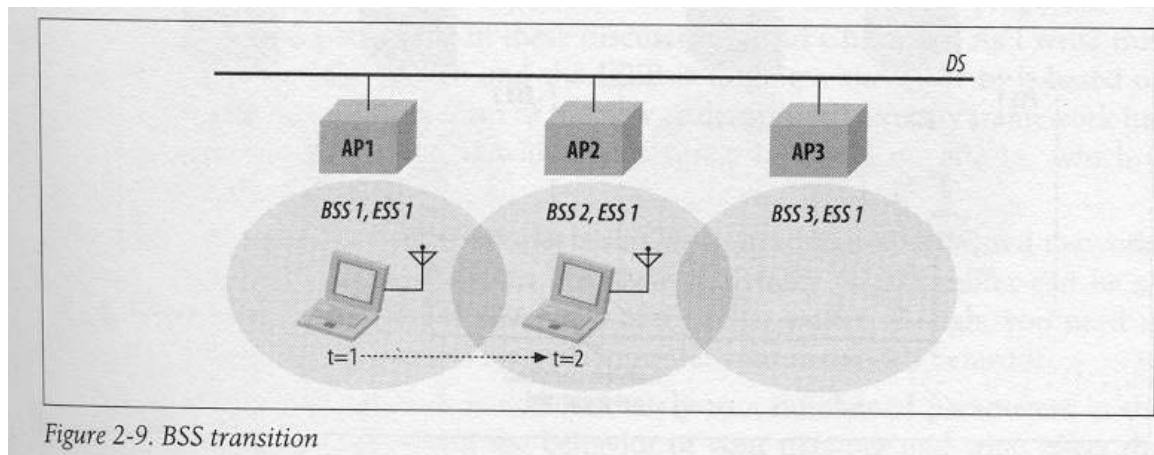 DS
AP1 AP2 AP3
BSS 1, ESS 1 BSS 2, ESS 1 BSS 3, ESS 1
t=1 t=2
Figure 2-9. BSS transition